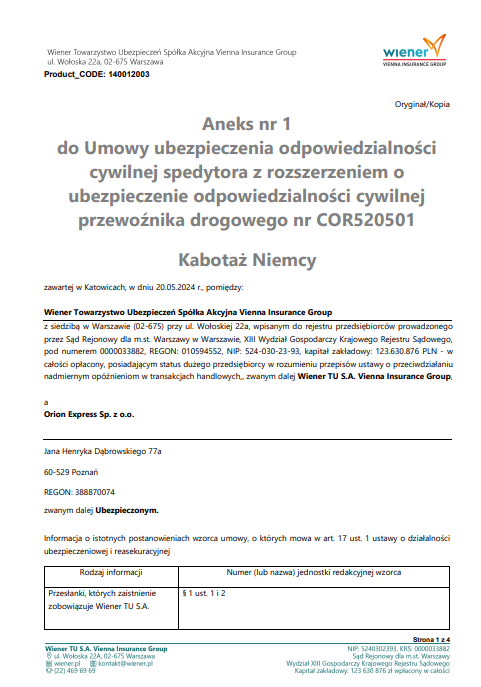 Wiener Towarzystwo Ubezpieczeń Spółka Akcyjna Vienna Insurance Group
ul. Wołoska 22a, 02-675 Warszawa
Product_CODE: 140012003
wiener
VIENNA INSURANCE GROUP
Oryginał/Kopia
Aneks nr 1
do Umowy ubezpieczenia odpowiedzialności
cywilnej spedytora z rozszerzeniem o
ubezpieczenie odpowiedzialności cywilnej
przewoźnika drogowego nr COR520501
Kabotaż Niemcy
zawartej w Katowicach, w dniu 20.05.2024 r., pomiędzy:
Wiener Towarzystwo Ubezpieczeń Spółka Akcyjna Vienna Insurance Group
z siedzibą w Warszawie (02-675) przy ul. Wołoskiej 22a, wpisanym do rejestru przedsiębiorców prowadzonego
przez Sąd Rejonowy dla m.st. Warszawy w Warszawie, XIII Wydział Gospodarczy Krajowego Rejestru Sądowego,
pod numerem 0000033882, REGON: 010594552, NIP: 524-030-23-93, kapitał zakładowy: 123.630.876 PLN - w
całości opłacony, posiadającym status dużego przedsiębiorcy w rozumieniu przepisów ustawy o przeciwdziałaniu
nadmiernym opóźnieniom w transakcjach handlowych,, zwanym dalej Wiener TU S.A. Vienna Insurance Group,
a
Orion Express Sp. z o.o.
Jana Henryka Dąbrowskiego 77a
60-529 Poznań
REGON: 388870074
zwanym dalej Ubezpieczonym.
Informacja o istotnych postanowieniach wzorca umowy, o których mowa w art. 17 ust. 1 ustawy o działalności
ubezpieczeniowej i reasekuracyjnej
Rodzaj informacji
Numer (lub nazwa) jednostki redakcyjnej wzorca
Przesłanki, których zaistnienie
zobowiązuje Wiener TU S.A.
§ 1 ust. 1 i 2
Strona 1 z 4
Wiener TU S.A. Vienna Insurance Group
ul. Wołoska 22A, 02-675 Warszawa
wiener.pl kontakt@wiener.pl
(22) 469 69 69
NIP: 5240302393, KRS: 0000033882
Sąd Rejonowy dla m.st. Warszawy
Wydział XIII Gospodarczy Krajowego Rejestru Sądowego
Kapitał zakładowy: 123 630 876 zł wpłacony w całości